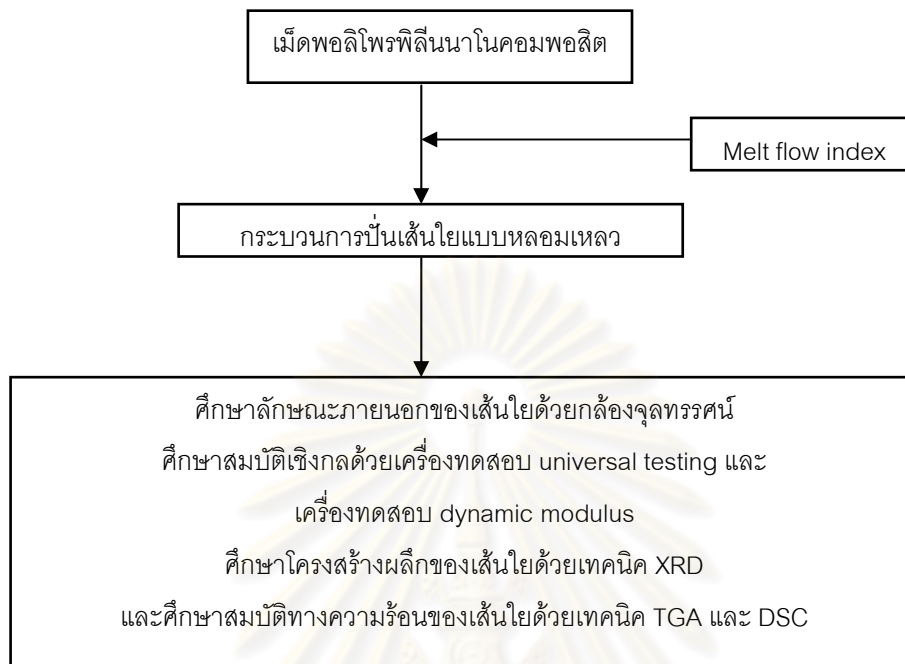 เม็ดพอลิโพรพิลีนนาโนคอมพอสิต
Melt flow index
กระบวนการปั่นเส้นใยแบบหลอมเหลว
ศึกษาลักษณะภายนอกของเส้นใยด้วยกล้องจุลทรรศน์
ศึกษาสมบัติเชิงกลด้วยเครื่องทดสอบ universal testing และ
เครื่องทดสอบ dynamic modulus
ศึกษาโครงสร้างผลึกของเส้นใยด้วยเทคนิค XRD
และศึกษาสมบัติทางความร้อนของเส้นใยด้วยเทคนิค TGA และ DSC